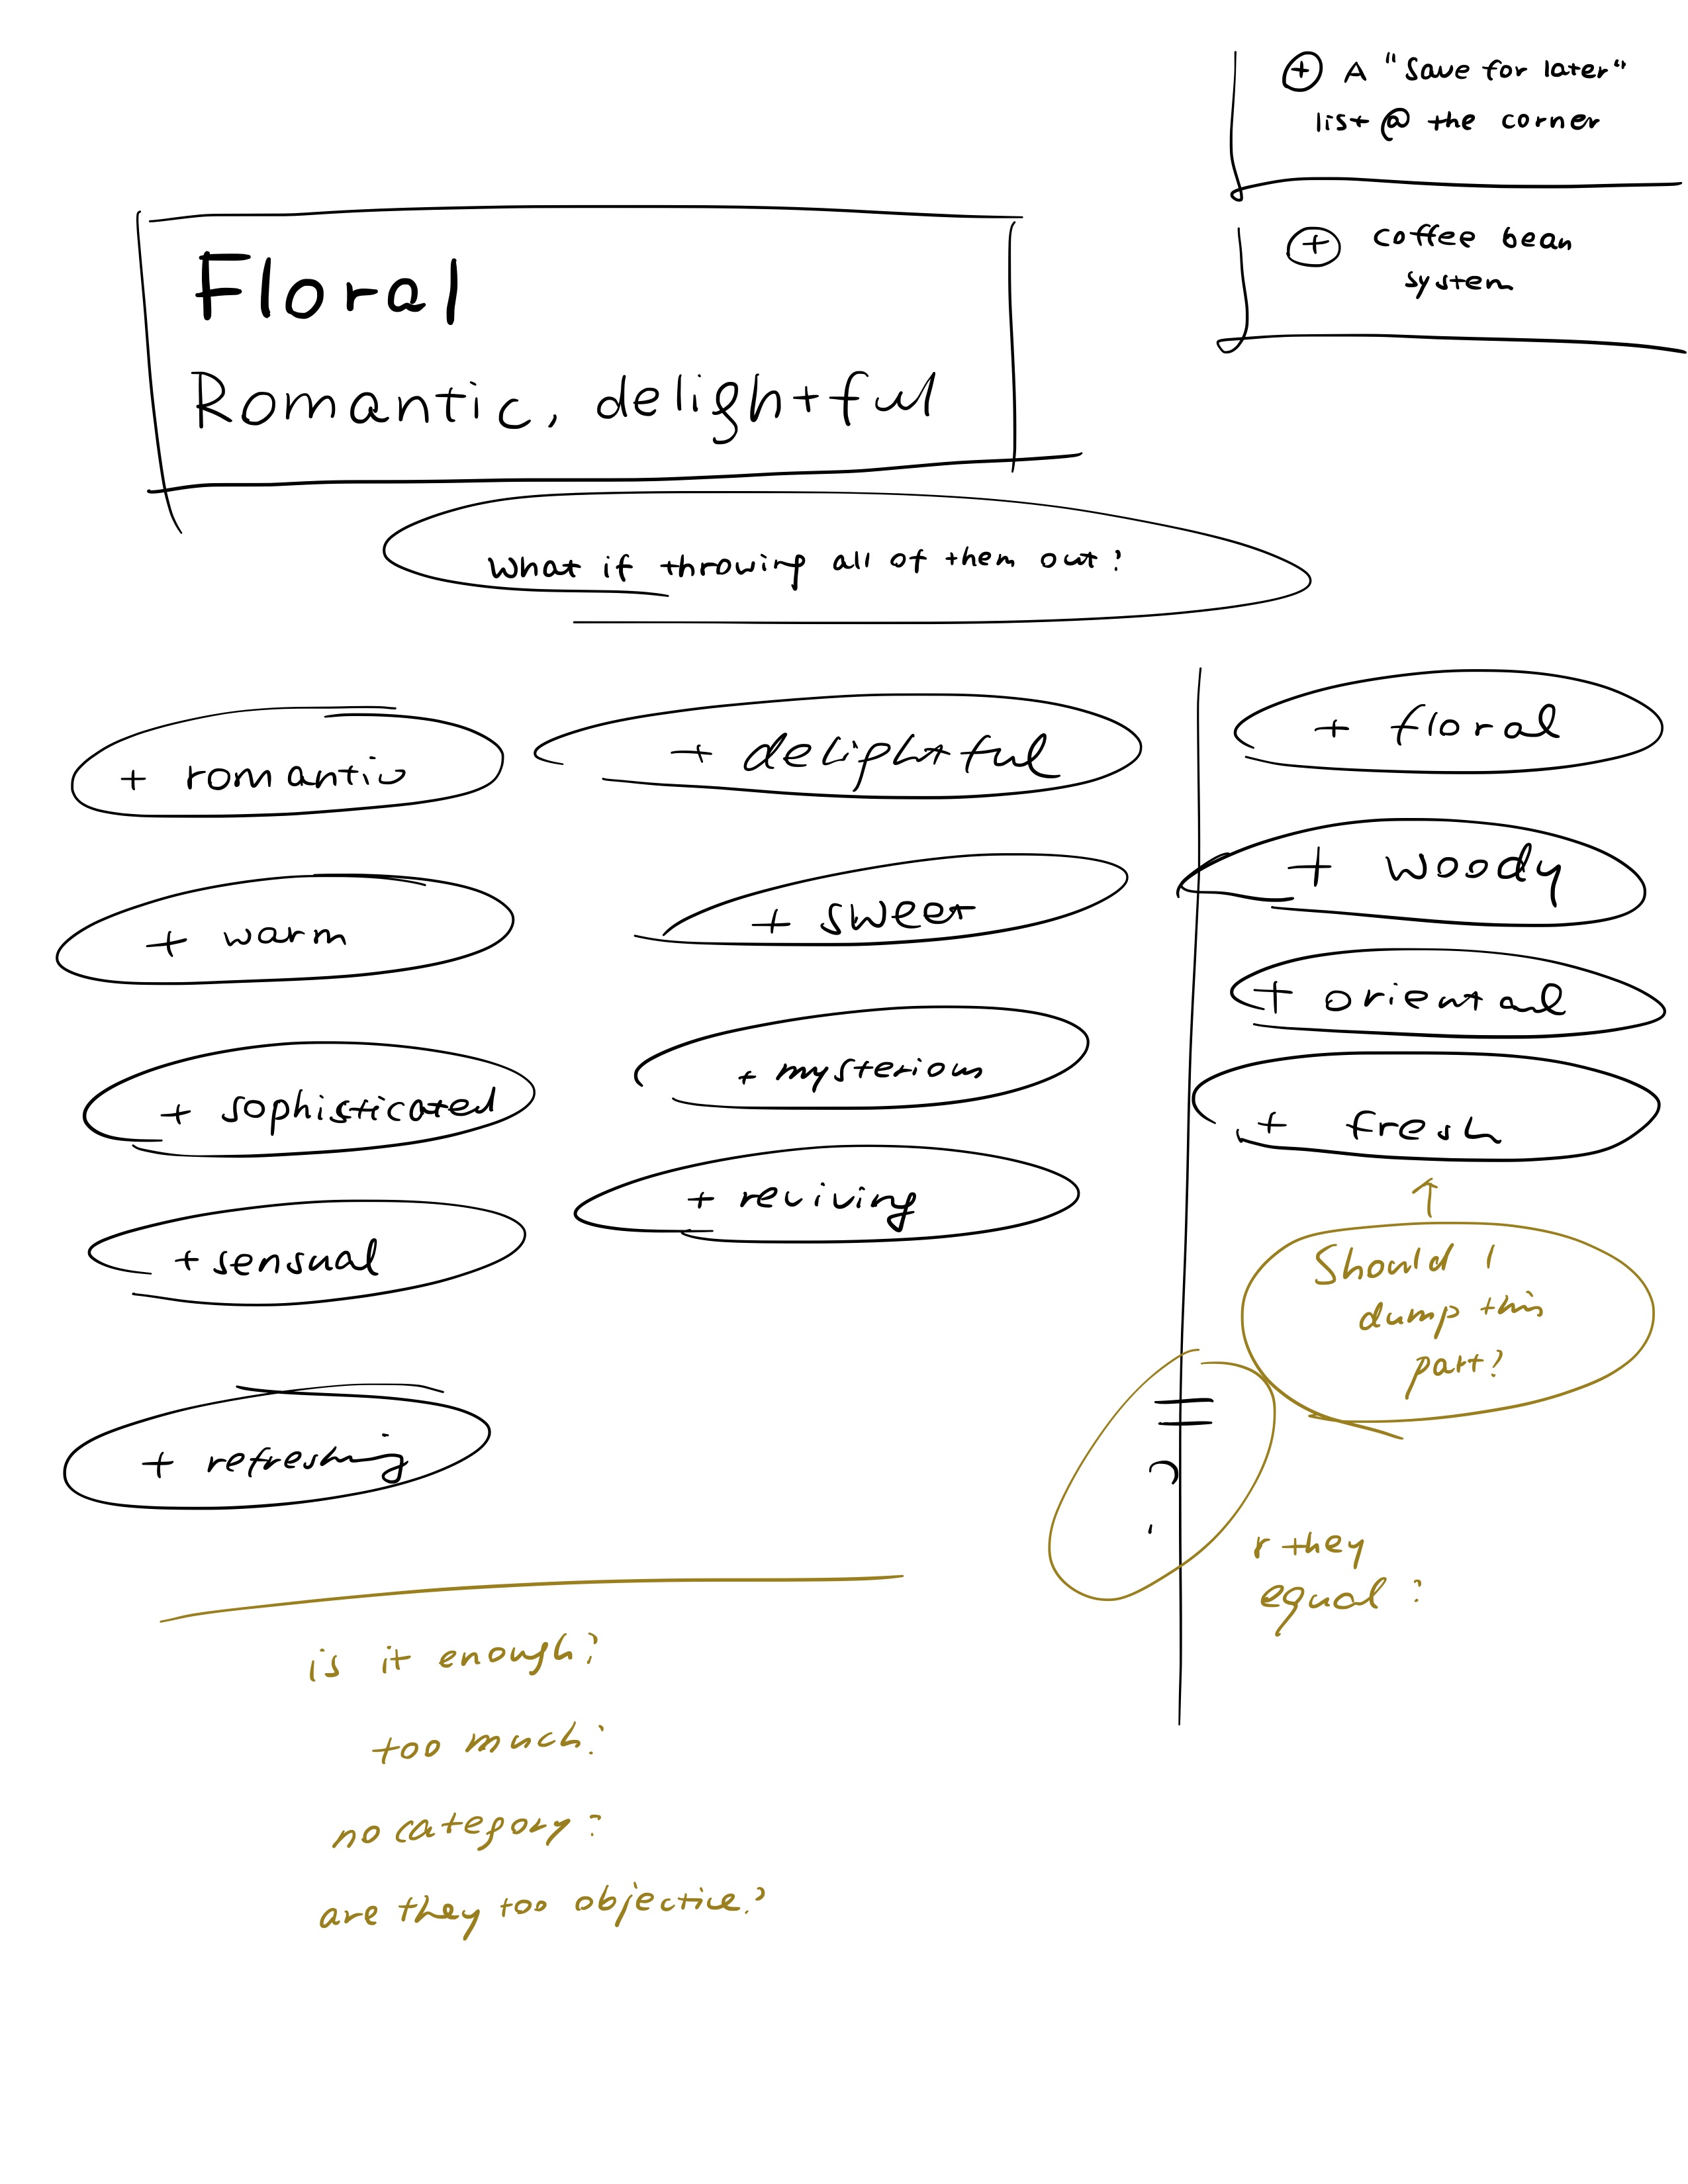 + A "Save for later"
list @ the corner
+ coffee bean
system
Floral
Romantic, delightful
What if throwing all of them out?
+ romantic
+ delightful
+ floral
+ warm
+ sweet
+ woody
+ sophisticated
+ mysterious
+ oriental
+ sensual
+ reviving
+ fresh
+ refreshing
↑
Should I
dump this
part?
=
?
r they
equal?
is it enough?
too much?
no category?
are they too objective?